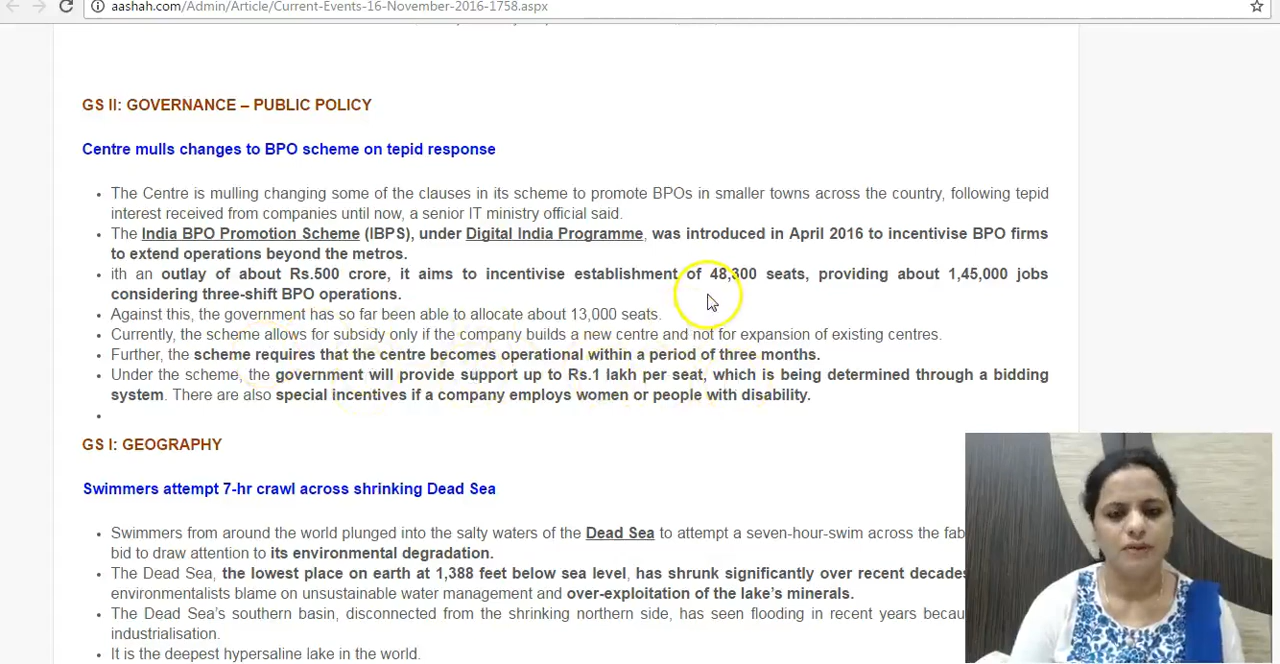 aashah.com/Admin/Article/Current-Events-16-November-2016-1758.aspx
GS II: GOVERNANCE – PUBLIC POLICY
Centre mulls changes to BPO scheme on tepid response
• The Centre is mulling changing some of the clauses in its scheme to promote BPOs in smaller towns across the country, following tepid
interest received from companies until now, a senior IT ministry official said.
• The India BPO Promotion Scheme (IBPS), under Digital India Programme, was introduced in April 2016 to incentivise BPO firms
to extend operations beyond the metros.
• ith an outlay of about Rs.500 crore, it aims to incentivise establishment of 48,300 seats, providing about 1,45,000 jobs
considering three-shift BPO operations.
• Against this, the government has so far been able to allocate about 13,000 seats.
• Currently, the scheme allows for subsidy only if the company builds a new centre and not for expansion of existing centres.
• Further, the scheme requires that the centre becomes operational within a period of three months.
• Under the scheme, the government will provide support up to Rs.1 lakh per seat, which is being determined through a bidding
system. There are also special incentives if a company employs women or people with disability.
•
GS I: GEOGRAPHY
Swimmers attempt 7-hr crawl across shrinking Dead Sea
• Swimmers from around the world plunged into the salty waters of the Dead Sea to attempt a seven-hour-swim across the fab
bid to draw attention to its environmental degradation.
• The Dead Sea, the lowest place on earth at 1,388 feet below sea level, has shrunk significantly over recent decades
environmentalists blame on unsustainable water management and over-exploitation of the lake's minerals.
• The Dead Sea's southern basin, disconnected from the shrinking northern side, has seen flooding in recent years becau
industrialisation.
• It is the deepest hypersaline lake in the world.